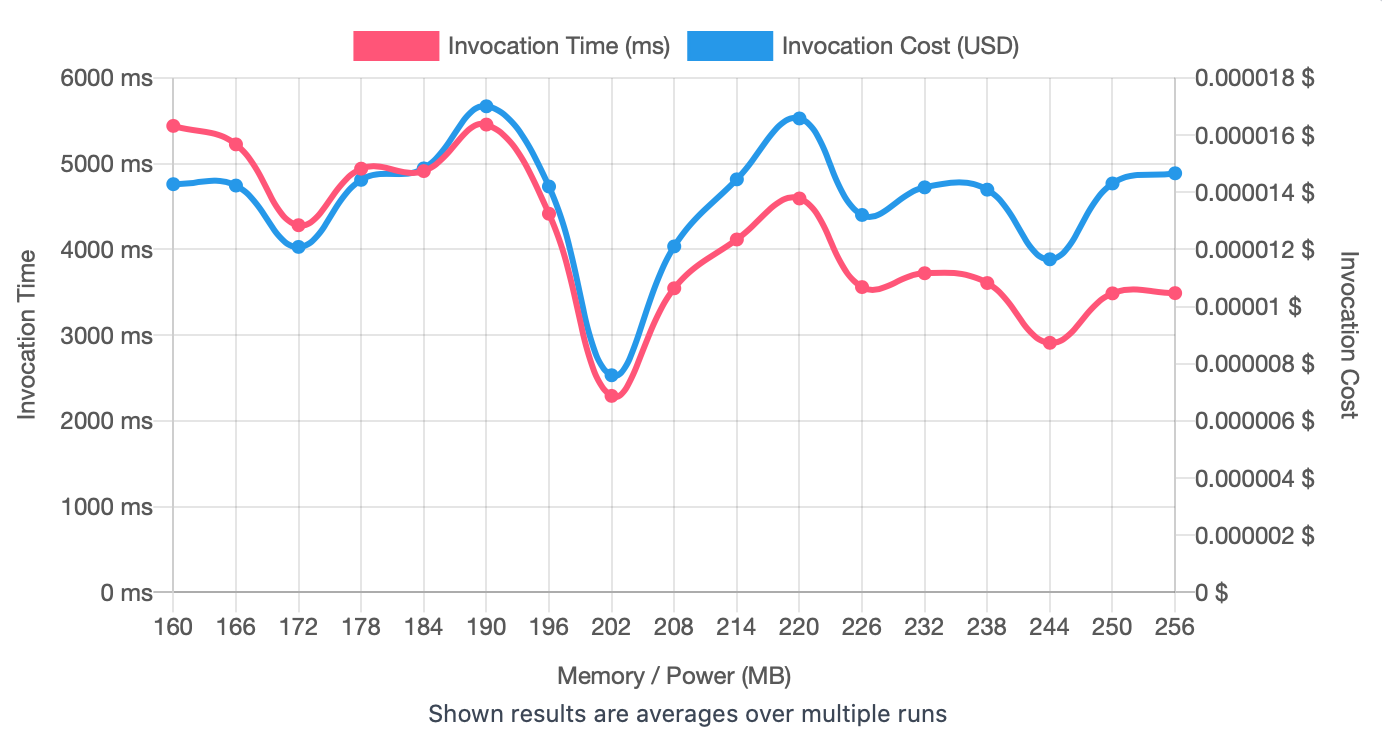 Invocation Time (ms) Invocation Cost (USD)
6000 ms 0.000018 $
0.000016 $
5000 ms
0.000014 $
4000 ms 0.000012 $
0.00001 $
3000 ms
0.000008 $
2000 ms 0.000006 $
0.000004 $
1000 ms
0.000002 $
0 ms 0 $
Invocation Time
Invocation Cost
160 166 172 178 184 190 196 202 208 214 220 226 232 238 244 250 256
Memory / Power (MB)
Shown results are averages over multiple runs